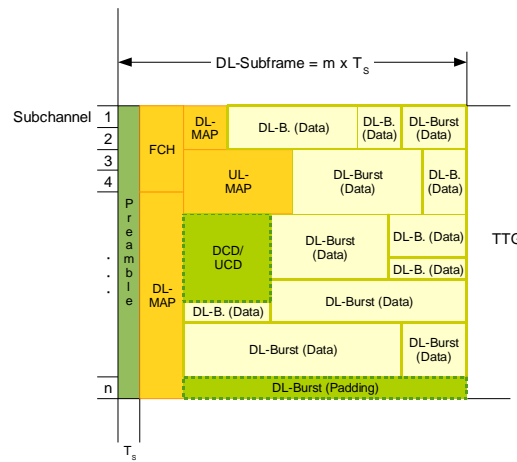 DL-Subframe = m x TS
Subchannel
1
2
3
4
.
.
.
n
Preamble
FCH
DL-
MAP
DL-
MAP
DL-B. (Data)
DL-B.
(Data)
DL-Burst
(Data)
UL-
MAP
DL-Burst
(Data)
DL-B.
(Data)
DCD/
UCD
DL-Burst
(Data)
DL-B. (Data)
DL-B. (Data)
DL-B. (Data)
DL-Burst (Data)
DL-Burst (Data)
DL-Burst
(Data)
DL-Burst (Padding)
TTG
TS